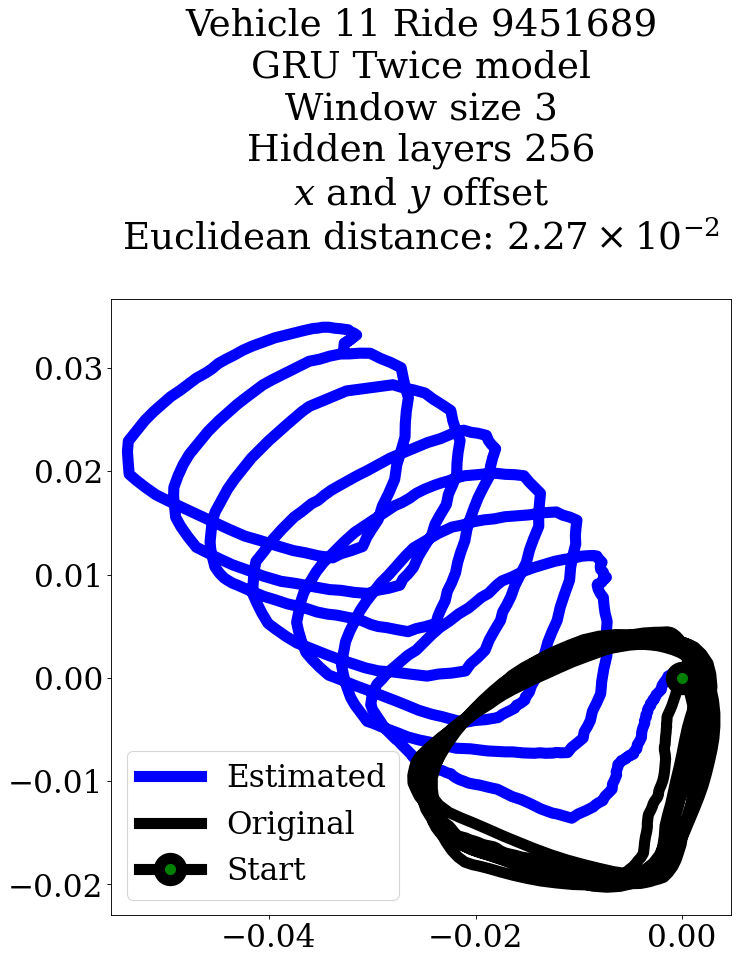 Vehicle 11 Ride 9451689
GRU Twice model
Window size 3
Hidden layers 256
x and y offset
Euclidean distance: 2.27 × 10⁻²
0.03
0.02
0.01
0.00
−0.01
−0.02
Estimated
Original
Start
−0.04
−0.02
0.00